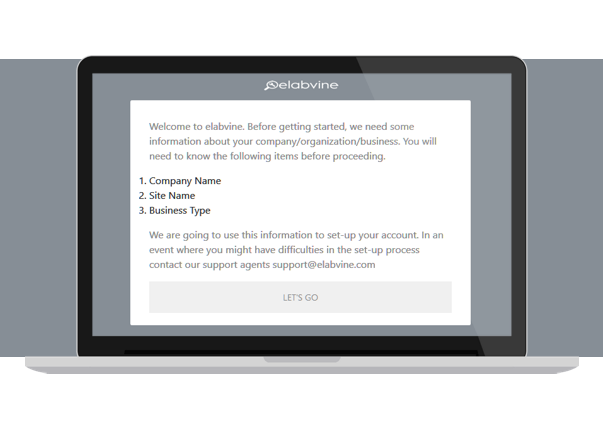 elabvine
Welcome to elabvine. Before getting started, we need some
information about your company/organization/business. You will
need to know the following items before proceeding.
1. Company Name
2. Site Name
3. Business Type
We are going to use this information to set-up your account. In an
event where you might have difficulties in the set-up process
contact our support agents support@elabvine.com
LET'S GO